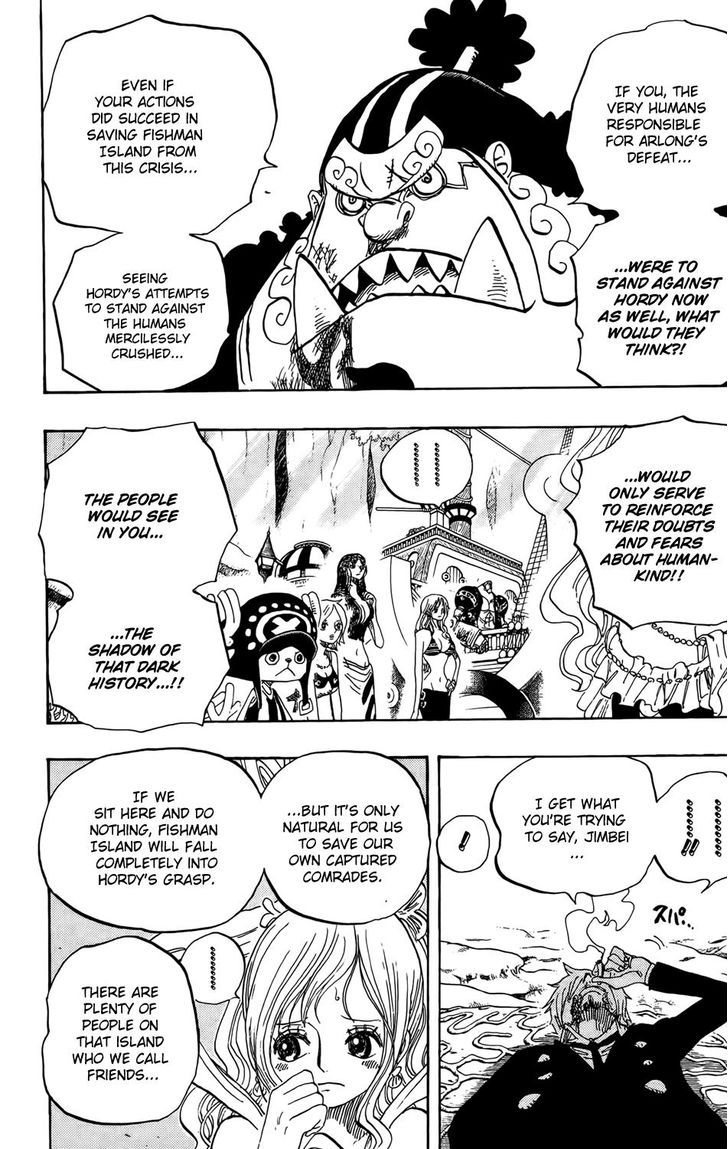 IF YOU, THE
VERY HUMANS
RESPONSIBLE
FOR ARLONG'S
DEFEAT...
...WERE TO
STAND AGAINST
HORDY NOW
AS WELL, WHAT
WOULD THEY
THINK?!
EVEN IF
YOUR ACTIONS
DID SUCCEED IN
SAVING FISHMAN
ISLAND FROM
THIS CRISIS...
SEEING
HORDY'S ATTEMPTS
TO STAND AGAINST
THE HUMANS
MERCILESSLY
CRUSHED...
...WOULD
ONLY SERVE
TO REINFORCE
THEIR DOUBTS
AND FEARS
ABOUT HUMAN-
KIND!!
......
......
THE PEOPLE
WOULD SEE
IN YOU...
...THE
SHADOW OF
THAT DARK
HISTORY...!!
......!!
......!!
I GET WHAT
YOU'RE TRYING
TO SAY, JIMBEI
...
!
スパ...
...BUT IT'S ONLY
NATURAL FOR US
TO SAVE OUR
OWN CAPTURED
COMRADES.
IF WE
SIT HERE AND DO
NOTHING, FISHMAN
ISLAND WILL FALL
COMPLETELY INTO
HORDY'S GRASP.
......
THERE ARE
PLENTY OF
PEOPLE ON
THAT ISLAND
WHO WE CALL
FRIENDS...